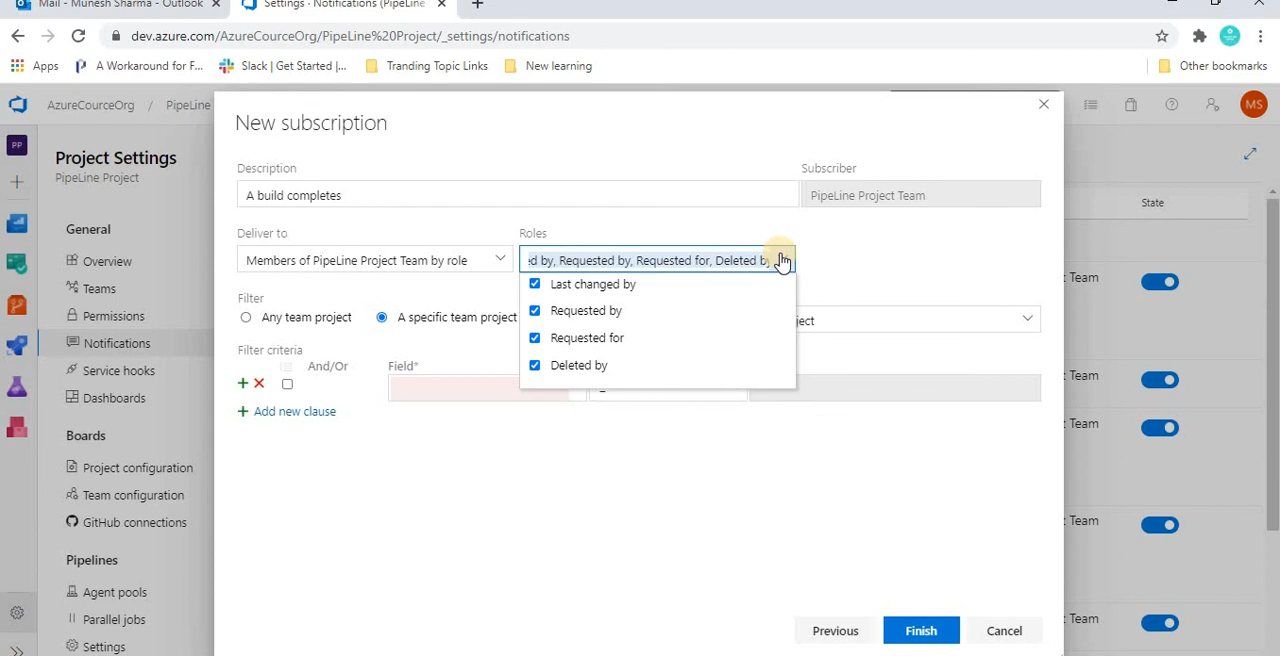 Mail - Munesh Sharma - Outlook
Settings · Notifications (PipeLine
dev.azure.com/AzureCourceOrg/PipeLine%20Project/_settings/notifications
Apps
A Workaround for F...
Slack | Get Started |...
Tranding Topic Links
New learning
Other bookmarks
AzureCourceOrg / PipeLine
MS
PP
Project Settings
PipeLine Project
General
Overview
Teams
Permissions
Notifications
Service hooks
Dashboards
Boards
Project configuration
Team configuration
GitHub connections
Pipelines
Agent pools
Parallel jobs
Settings
New subscription
Description
Subscriber
A build completes
PipeLine Project Team
Deliver to
Roles
Members of PipeLine Project Team by role
ed by, Requested by, Requested for, Deleted by
Last changed by
Requested by
Requested for
Deleted by
Filter
Any team project
A specific team project
ject
Filter criteria
And/Or
Field*
+ Add new clause
Previous
Finish
Cancel
State
t Team
t Team
t Team
t Team
t Team